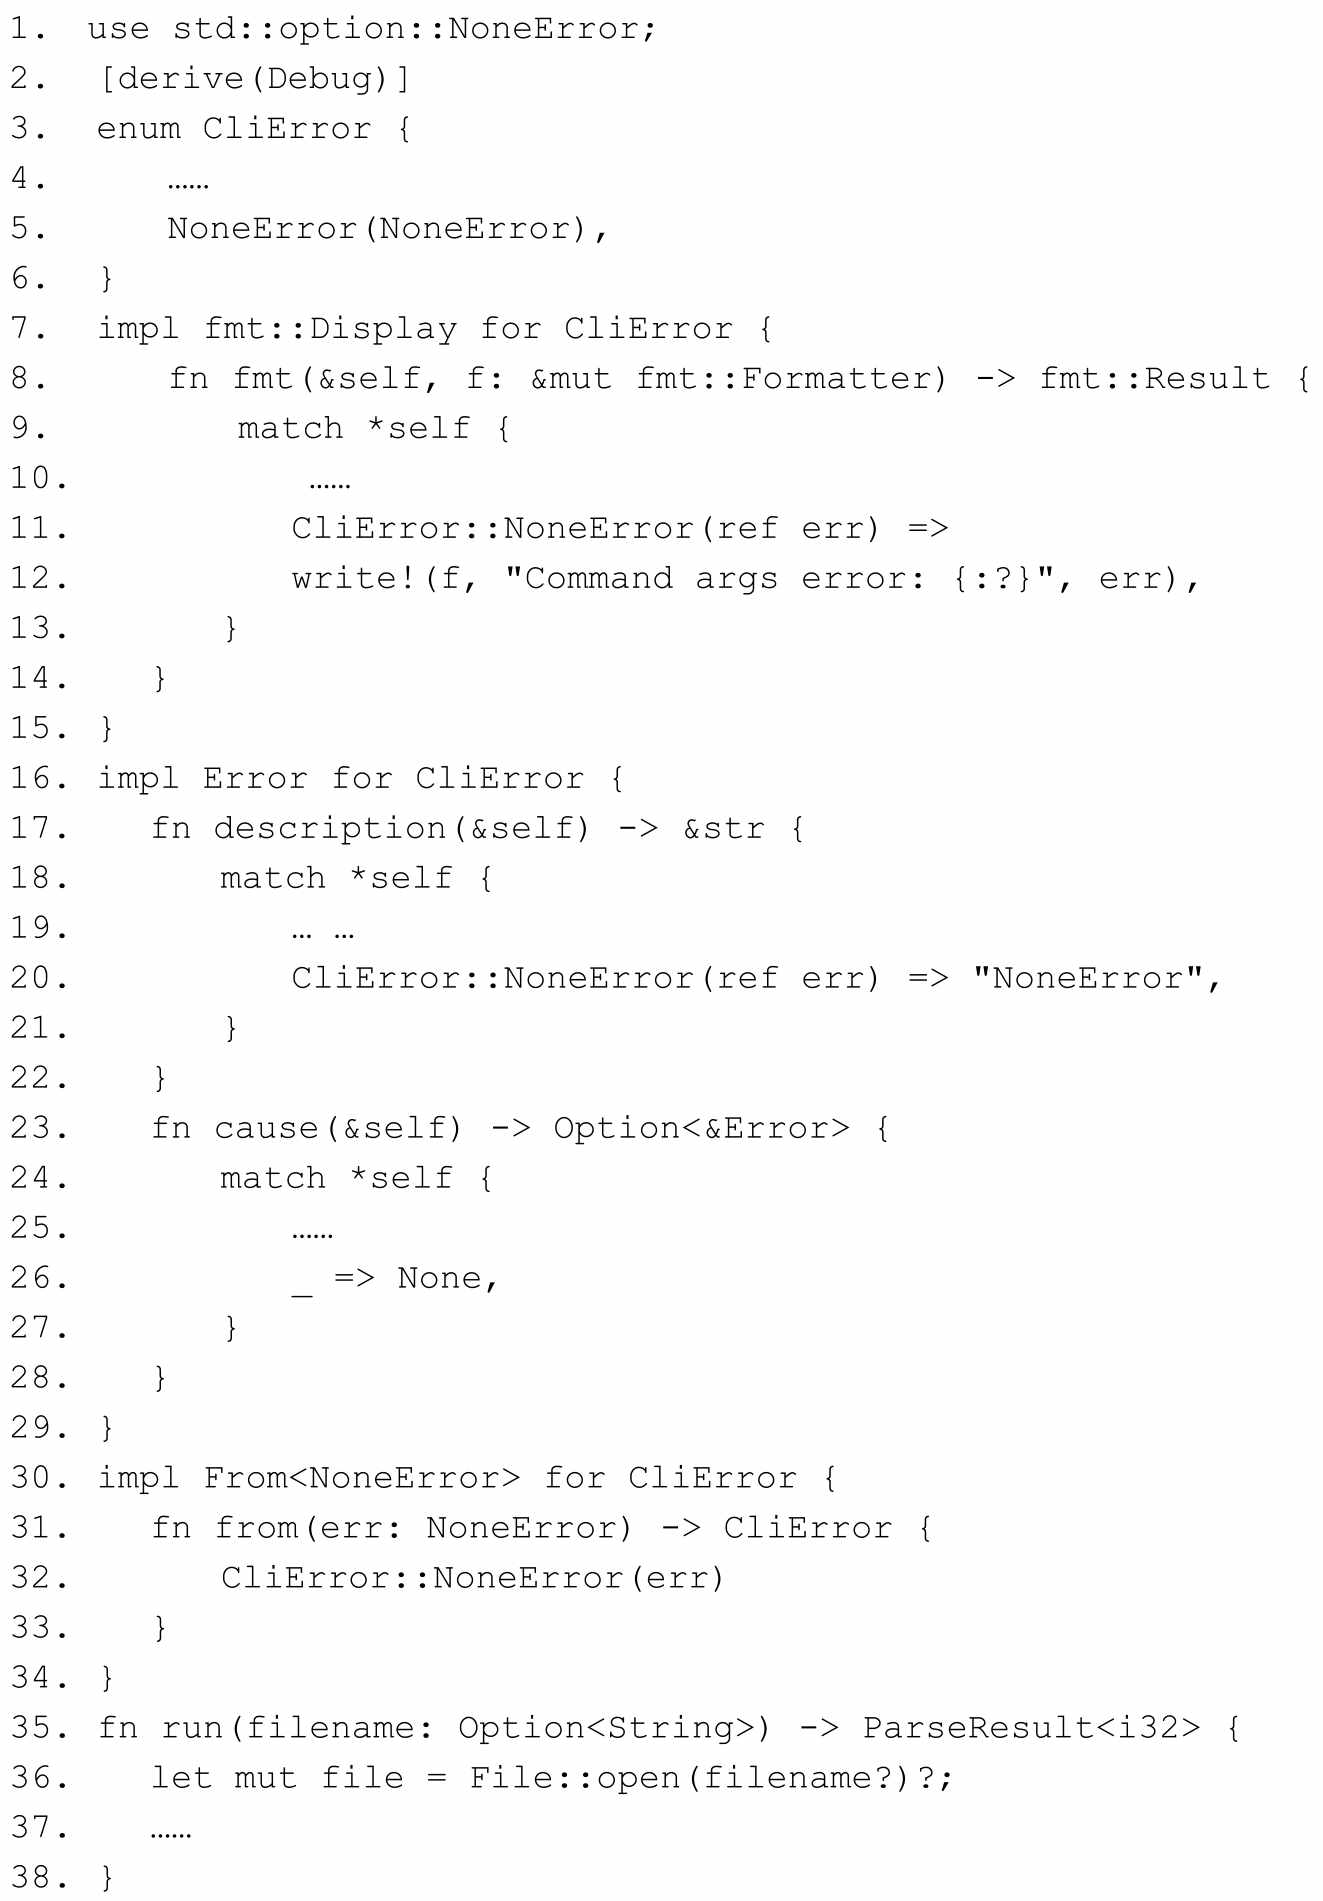 1.  use std::option::NoneError;
2.  [derive(Debug)]
3.  enum CliError {
4.      ……
5.      NoneError(NoneError),
6.  }
7.  impl fmt::Display for CliError {
8.      fn fmt(&self, f: &mut fmt::Formatter) -> fmt::Result {
9.          match *self {
10.             ……
11.            CliError::NoneError(ref err) =>
12.            write!(f, "Command args error: {:?}", err),
13.         }
14.     }
15. }
16. impl Error for CliError {
17.    fn description(&self) -> &str {
18.        match *self {
19.            … …
20.            CliError::NoneError(ref err) => "NoneError",
21.        }
22.    }
23.    fn cause(&self) -> Option<&Error> {
24.        match *self {
25.            ……
26.            _ => None,
27.        }
28.    }
29. }
30. impl From<NoneError> for CliError {
31.    fn from(err: NoneError) -> CliError {
32.        CliError::NoneError(err)
33.    }
34. }
35. fn run(filename: Option<String>) -> ParseResult<i32> {
36.    let mut file = File::open(filename?)?;
37.    ……
38. }